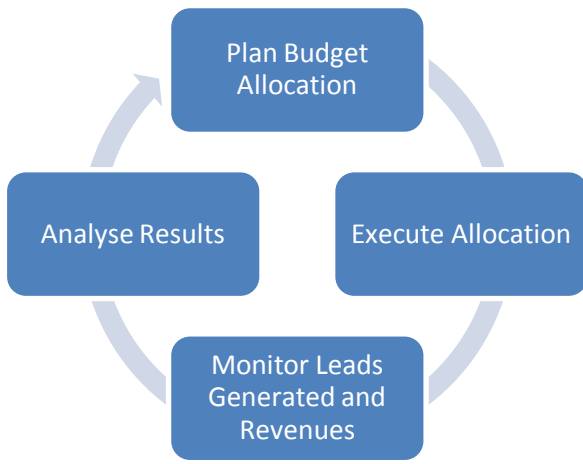 Plan Budget
Allocation
Execute Allocation
Monitor Leads
Generated and
Revenues
Analyse Results